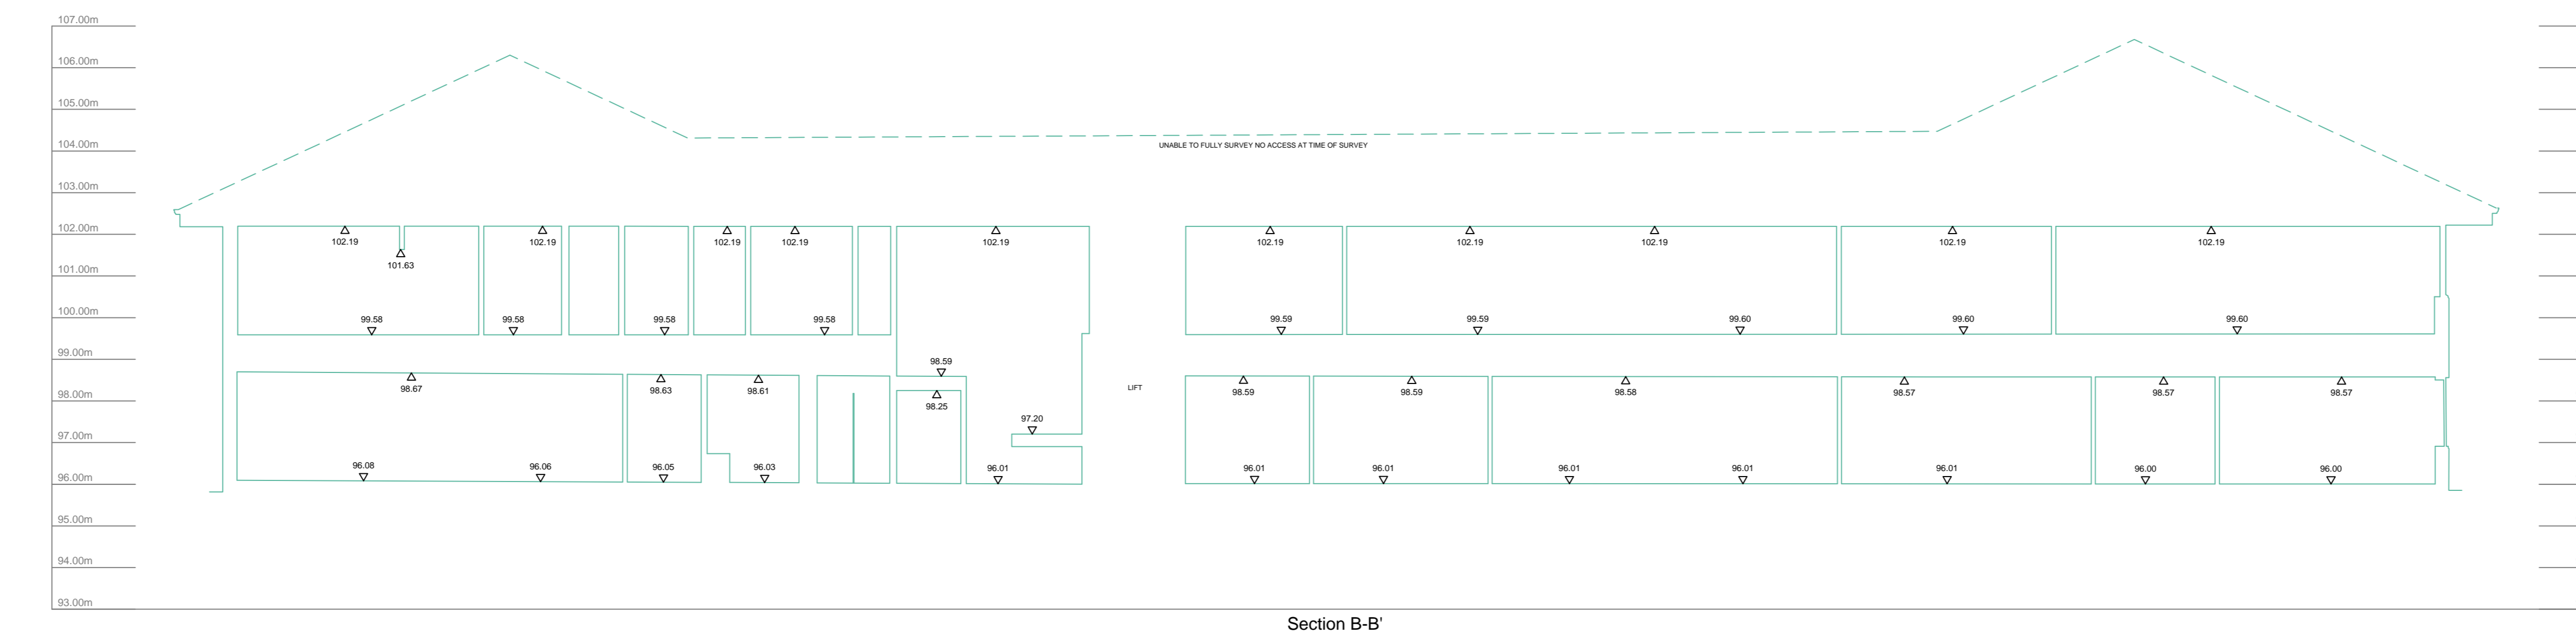 107.00m
106.00m
105.00m
104.00m
103.00m
102.00m
101.00m
100.00m
99.00m
98.00m
97.00m
96.00m
95.00m
94.00m
93.00m
UNABLE TO FULLY SURVEY NO ACCESS AT TIME OF SURVEY
102.19 102.19 102.19 102.19 102.19 102.19 102.19 102.19 102.19 102.19
101.63
99.58 99.58 99.58 99.58 99.59 99.59 99.60 99.60 99.60
98.59
98.67 98.63 98.61 98.25 LIFT 98.59 98.59 98.58 98.57 98.57 98.57
97.20
96.08 96.06 96.05 96.03 96.01 96.01 96.01 96.01 96.01 96.01 96.00 96.00
Section B-B'